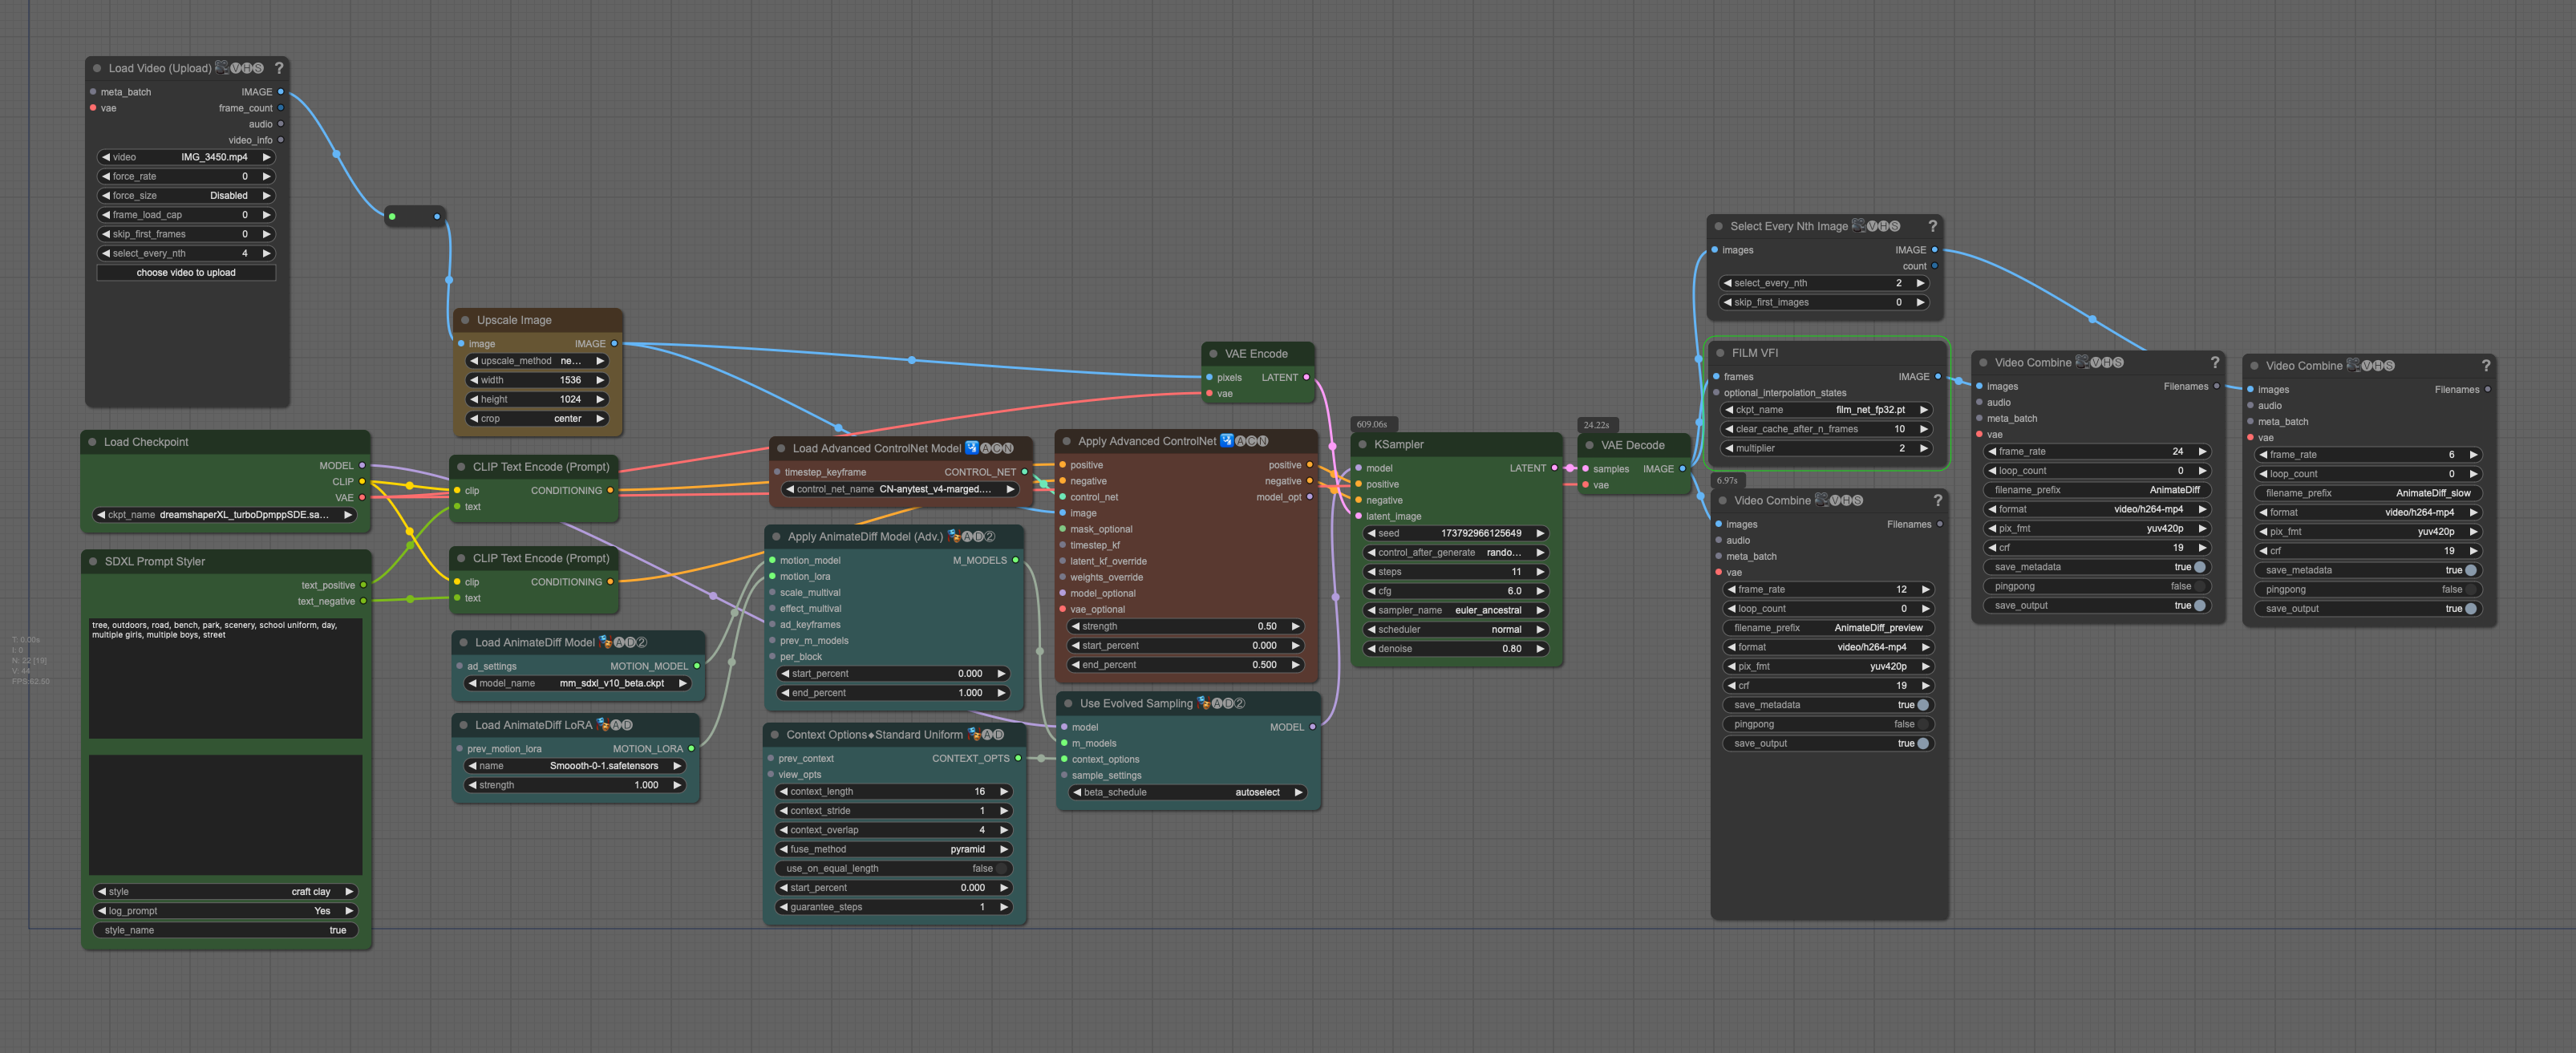 Load Video (Upload) VHS ?
meta_batch IMAGE
vae frame_count
audio
video_info
video IMG_3450.mp4
force_rate 0
force_size Disabled
frame_load_cap 0
skip_first_frames 0
select_every_nth 4
choose video to upload
Upscale Image
image IMAGE
upscale_method ne...
width 1536
height 1024
crop center
Load Checkpoint
MODEL
CLIP
VAE
ckpt_name dreamshaperXL_turboDpmppSDE.sa...
SDXL Prompt Styler
text_positive
text_negative
tree, outdoors, road, bench, park, scenery, school uniform, day,
multiple girls, multiple boys, street
style craft clay
log_prompt Yes
style_name true
T: 0.00s
I: 0
N: 22 [19]
V: 44
FPS:62.50
CLIP Text Encode (Prompt)
clip CONDITIONING
text
CLIP Text Encode (Prompt)
clip CONDITIONING
text
Load AnimateDiff Model AD②
ad_settings MOTION_MODEL
model_name mm_sdxl_v10_beta.ckpt
Load AnimateDiff LoRA AD
prev_motion_lora MOTION_LORA
name Smoooth-0-1.safetensors
strength 1.000
Load Advanced ControlNet Model ACN
timestep_keyframe CONTROL_NET
control_net_name CN-anytest_v4-marged....
Apply AnimateDiff Model (Adv.) AD②
motion_model M_MODELS
motion_lora
scale_multival
effect_multival
ad_keyframes
prev_m_models
per_block
start_percent 0.000
end_percent 1.000
Context Options◆Standard Uniform AD
prev_context CONTEXT_OPTS
view_opts
context_length 16
context_stride 1
context_overlap 4
fuse_method pyramid
use_on_equal_length false
start_percent 0.000
guarantee_steps 1
VAE Encode
pixels LATENT
vae
Apply Advanced ControlNet ACN
positive positive
negative negative
control_net model_opt
image
mask_optional
timestep_kf
latent_kf_override
weights_override
model_optional
vae_optional
strength 0.50
start_percent 0.000
end_percent 0.500
Use Evolved Sampling AD②
model MODEL
m_models
context_options
sample_settings
beta_schedule autoselect
609.06s
KSampler
model LATENT
positive
negative
latent_image
seed 173792966125649
control_after_generate rando...
steps 11
cfg 6.0
sampler_name euler_ancestral
scheduler normal
denoise 0.80
24.22s
VAE Decode
samples IMAGE
vae
Select Every Nth Image VHS ?
images IMAGE
count
select_every_nth 2
skip_first_images 0
FILM VFI
frames IMAGE
optional_interpolation_states
ckpt_name film_net_fp32.pt
clear_cache_after_n_frames 10
multiplier 2
6.97s
Video Combine VHS ?
images Filenames
audio
meta_batch
vae
frame_rate 12
loop_count 0
filename_prefix AnimateDiff_preview
format video/h264-mp4
pix_fmt yuv420p
crf 19
save_metadata true
pingpong false
save_output true
Video Combine VHS ?
images Filenames
audio
meta_batch
vae
frame_rate 24
loop_count 0
filename_prefix AnimateDiff
format video/h264-mp4
pix_fmt yuv420p
crf 19
save_metadata true
pingpong false
save_output true
Video Combine VHS ?
images Filenames
audio
meta_batch
vae
frame_rate 6
loop_count 0
filename_prefix AnimateDiff_slow
format video/h264-mp4
pix_fmt yuv420p
crf 19
save_metadata true
pingpong false
save_output true